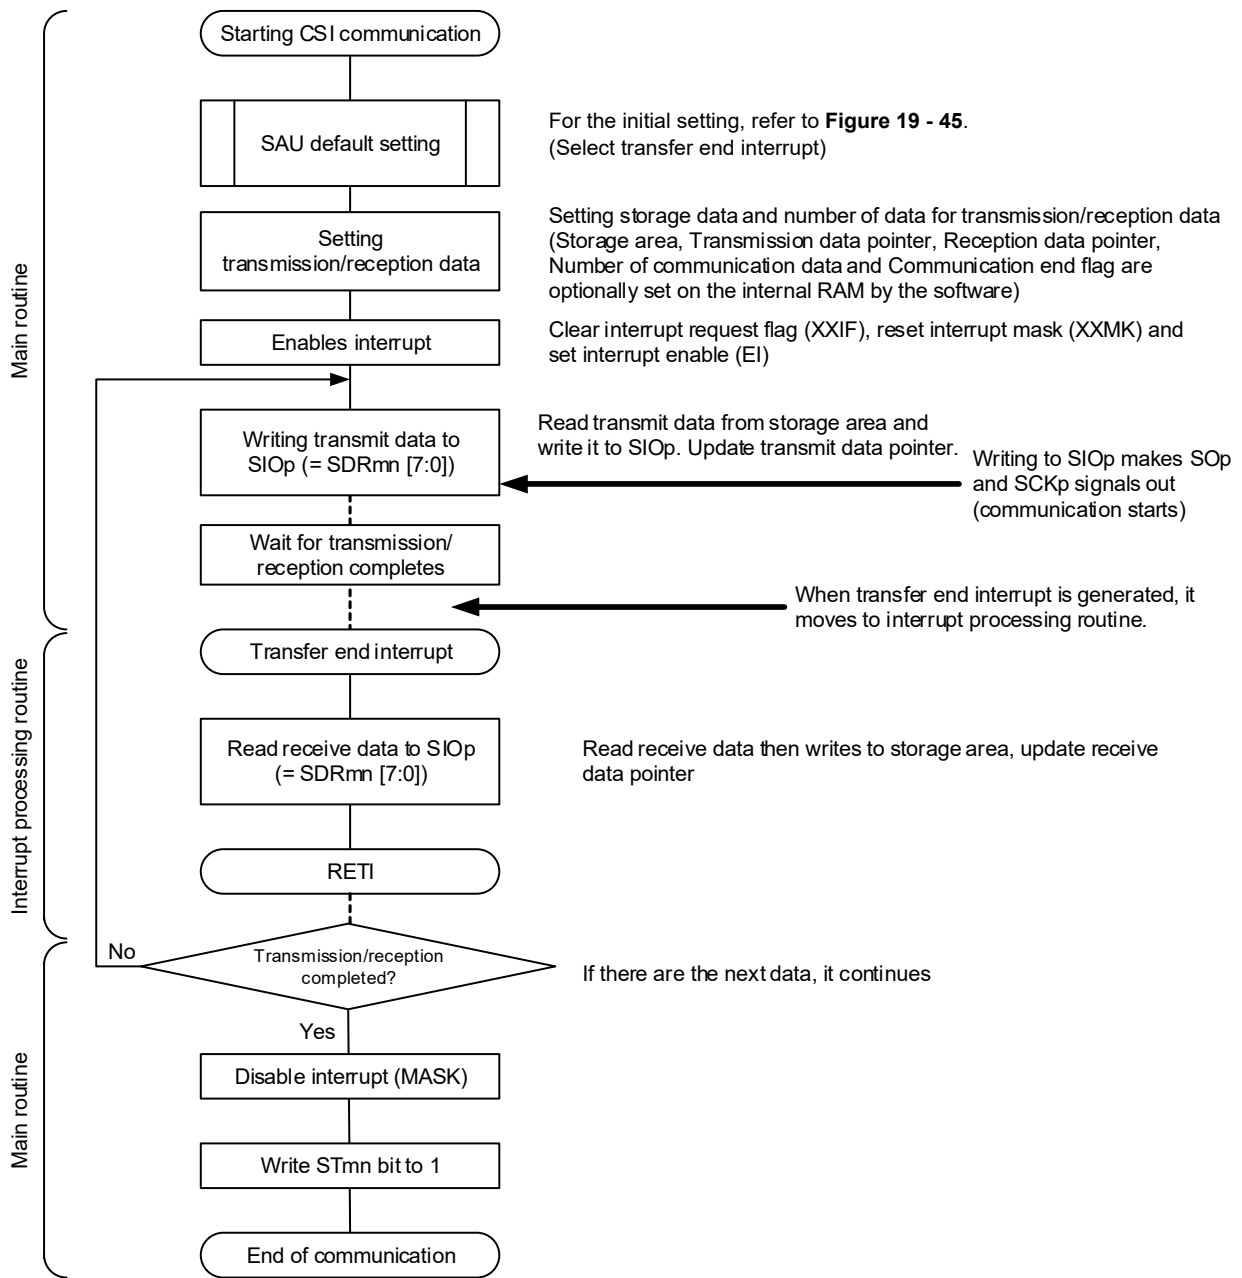 Starting CSI communication
SAU default setting
For the initial setting, refer to Figure 19 - 45.
(Select transfer end interrupt)
Setting
transmission/reception data
Setting storage data and number of data for transmission/reception data
(Storage area, Transmission data pointer, Reception data pointer,
Number of communication data and Communication end flag are
optionally set on the internal RAM by the software)
Main routine
Enables interrupt
Clear interrupt request flag (XXIF), reset interrupt mask (XXMK) and
set interrupt enable (EI)
Writing transmit data to
SIOp (= SDRmn [7:0])
Read transmit data from storage area and
write it to SIOp. Update transmit data pointer.
Writing to SIOp makes SOp
and SCKp signals out
(communication starts)
Wait for transmission/
reception completes
When transfer end interrupt is generated, it
moves to interrupt processing routine.
Transfer end interrupt
Interrupt processing routine
Read receive data to SIOp
(= SDRmn [7:0])
Read receive data then writes to storage area, update receive
data pointer
RETI
No
Transmission/reception
completed?
If there are the next data, it continues
Yes
Main routine
Disable interrupt (MASK)
Write STmn bit to 1
End of communication